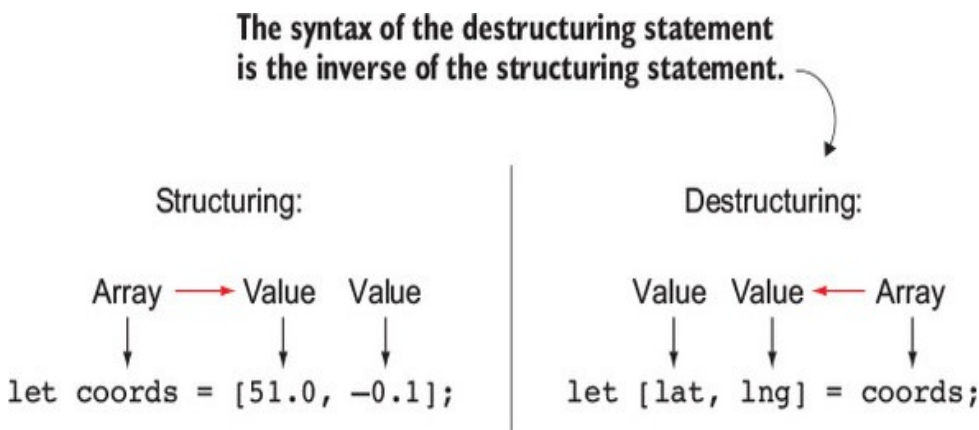 The syntax of the destructuring statement
is the inverse of the structuring statement.
Structuring:
Array Value Value
let coords = [51.0, –0.1];
Destructuring:
Value Value Array
let [lat, lng] = coords;